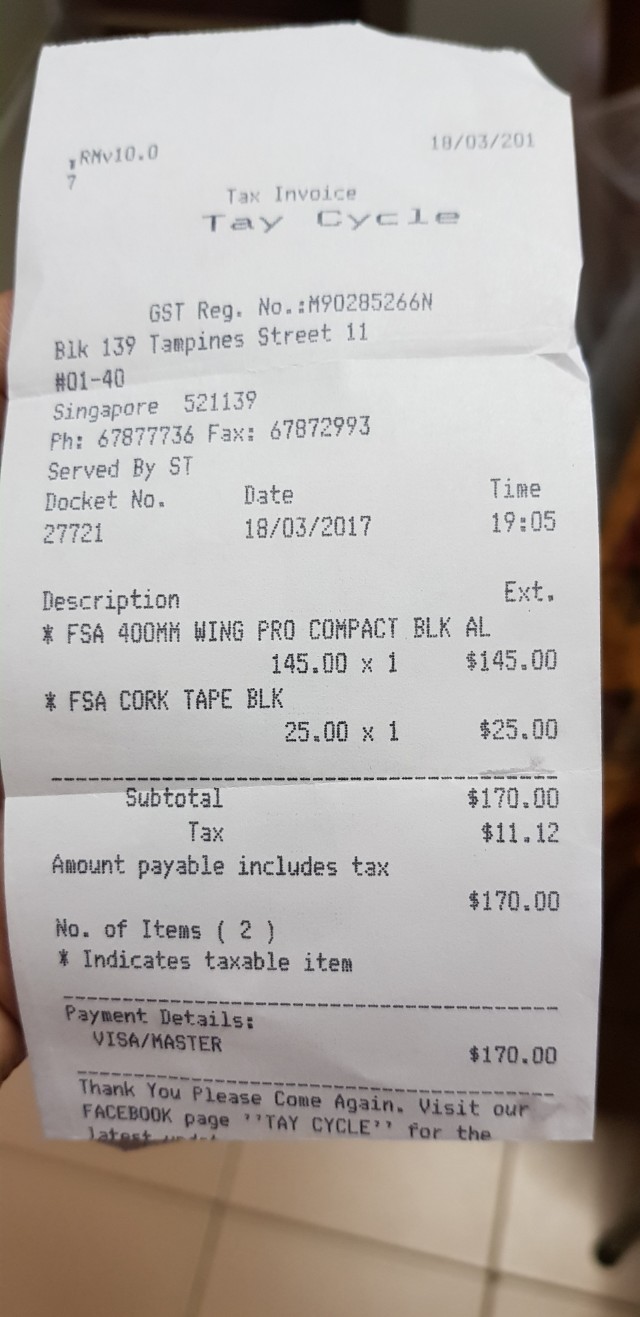 ,RMv10.0 18/03/201
7
Tax Invoice
Tay Cycle
GST Reg. No.:M90285266N
Blk 139 Tampines Street 11
#01-40
Singapore 521139
Ph: 67877736 Fax: 67872993
Served By ST
Docket No. Date Time
27721 18/03/2017 19:05
Description Ext.
* FSA 400MM WING PRO COMPACT BLK AL
145.00 x 1 $145.00
* FSA CORK TAPE BLK
25.00 x 1 $25.00
Subtotal $170.00
Tax $11.12
Amount payable includes tax
$170.00
No. of Items ( 2 )
* Indicates taxable item
Payment Details:
VISA/MASTER $170.00
Thank You Please Come Again. Visit our
FACEBOOK page ''TAY CYCLE'' for the
latest